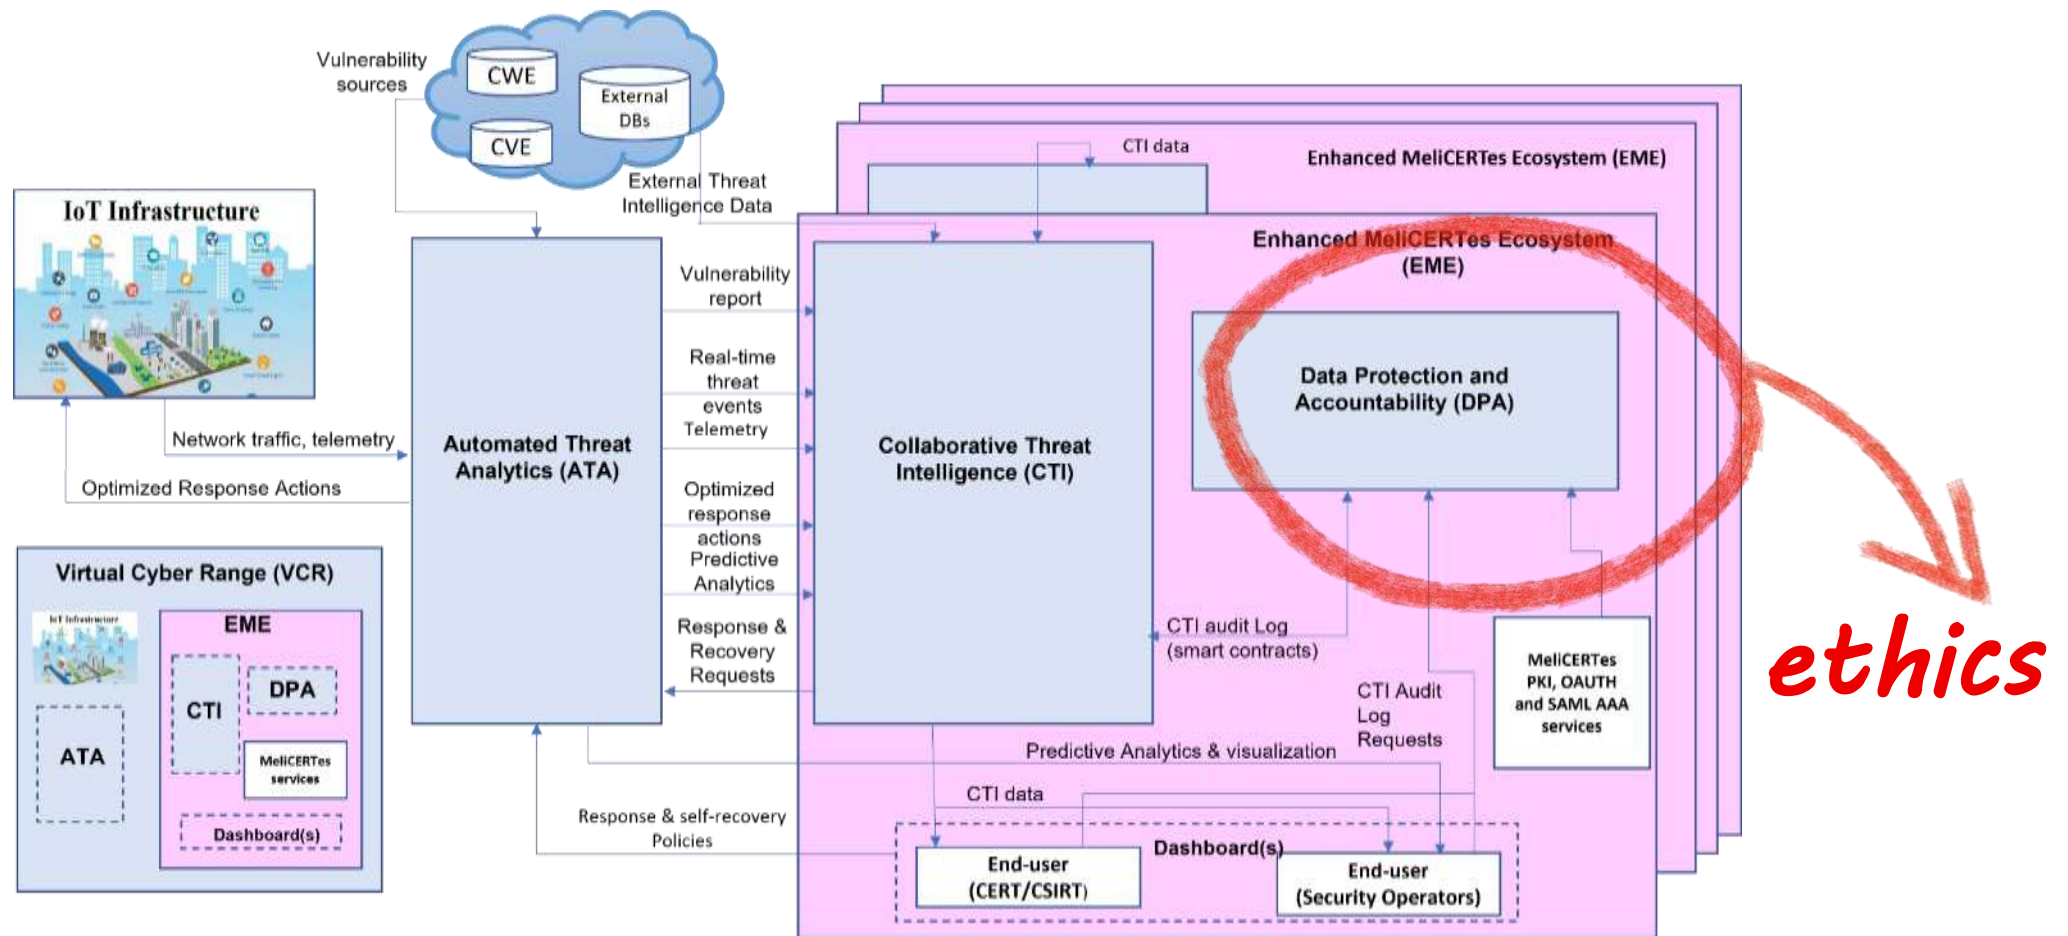 Vulnerability
sources
CWE
CVE
External
DBs
External Threat
Intelligence Data
CTI data
Enhanced MeliCERTes Ecosystem (EME)
Enhanced MeliCERTes Ecosystem
(EME)
IoT Infrastructure
Network traffic, telemetry
Optimized Response Actions
Automated Threat
Analytics (ATA)
Vulnerability
report
Real-time
threat
events
Telemetry
Optimized
response
actions
Predictive
Analytics
Response &
Recovery
Requests
Collaborative Threat
Intelligence (CTI)
Data Protection and
Accountability (DPA)
ethics
CTI audit Log
(smart contracts)
CTI Audit
Log
Requests
MeliCERTes
PKI, OAUTH
and SAML AAA
services
Predictive Analytics & visualization
CTI data
Response & self-recovery
Policies
Dashboard(s)
End-user
(CERT/CSIRT)
End-user
(Security Operators)
Virtual Cyber Range (VCR)
IoT Infrastructure
EME
CTI
DPA
ATA
MeliCERTes
services
Dashboard(s)